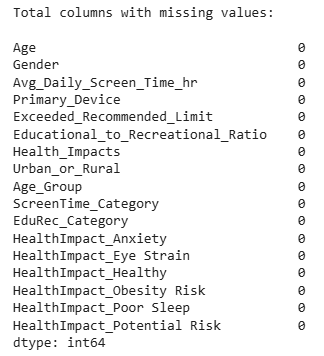 Total columns with missing values:
Age 0
Gender 0
Avg_Daily_Screen_Time_hr 0
Primary_Device 0
Exceeded_Recommended_Limit 0
Educational_to_Recreational_Ratio 0
Health_Impacts 0
Urban_or_Rural 0
Age_Group 0
ScreenTime_Category 0
EduRec_Category 0
HealthImpact_Anxiety 0
HealthImpact_Eye Strain 0
HealthImpact_Healthy 0
HealthImpact_Obesity Risk 0
HealthImpact_Poor Sleep 0
HealthImpact_Potential Risk 0
dtype: int64